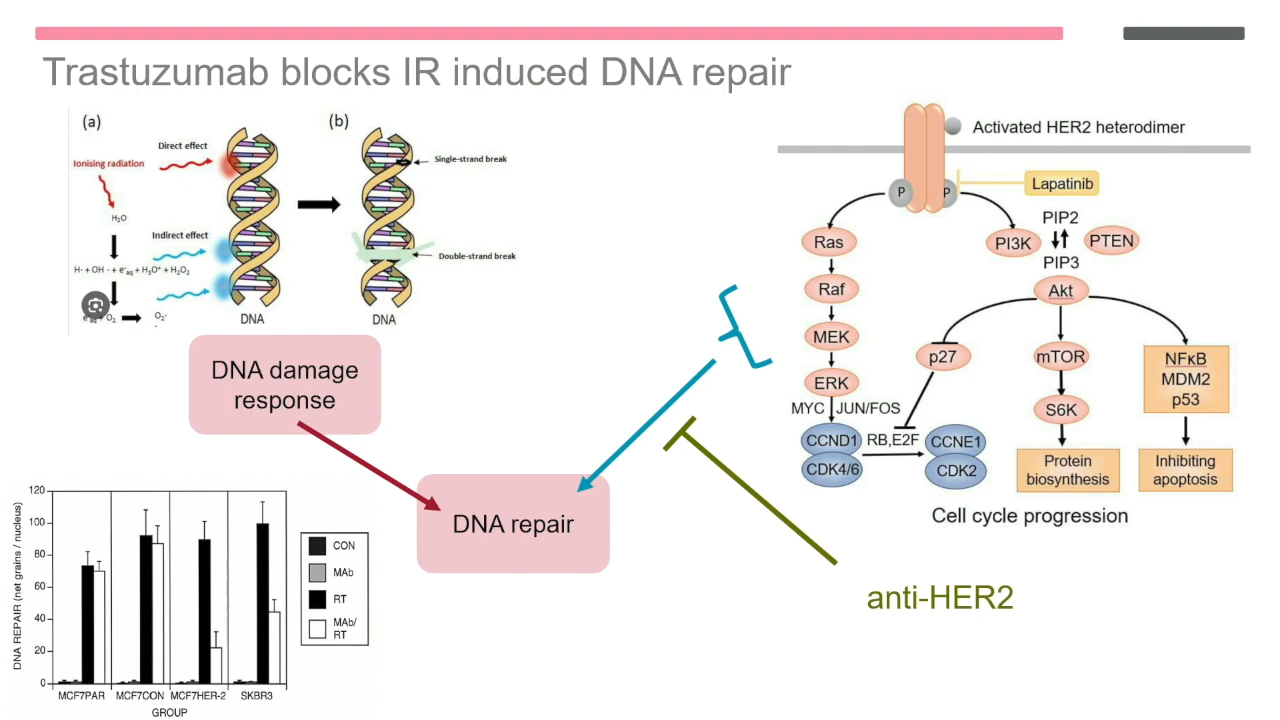 Trastuzumab blocks IR induced DNA repair
(a)
(b)
Direct effect
Ionising radiation
Single-strand break
H₂O
Indirect effect
H· + OH · + e⁻aq + H₃O⁺ + H₂O₂
Double-strand break
e⁻aq + O₂
O₂·⁻
DNA
DNA
DNA damage
response
DNA repair
Activated HER2 heterodimer
P
P
Lapatinib
Ras
PI3K
PIP2
PTEN
PIP3
Raf
Akt
MEK
p27
mTOR
NFκB
MDM2
p53
ERK
MYC
JUN/FOS
S6K
CCND1
RB,E2F
CCNE1
CDK4/6
CDK2
Protein
biosynthesis
Inhibiting
apoptosis
Cell cycle progression
anti-HER2
DNA REPAIR (net grains / nucleus)
120
100
80
60
40
20
0
MCF7PAR
MCF7CON
MCF7HER-2
SKBR3
GROUP
CON
MAb
RT
MAb/
RT